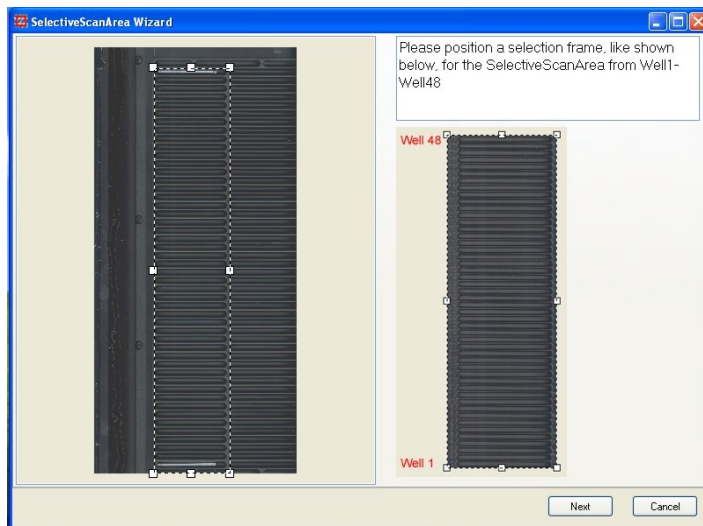 SelectiveScanArea Wizard
Please position a selection frame, like shown
below, for the SelectiveScanArea from Well1-
Well48
Well 48
Well 1
Next
Cancel